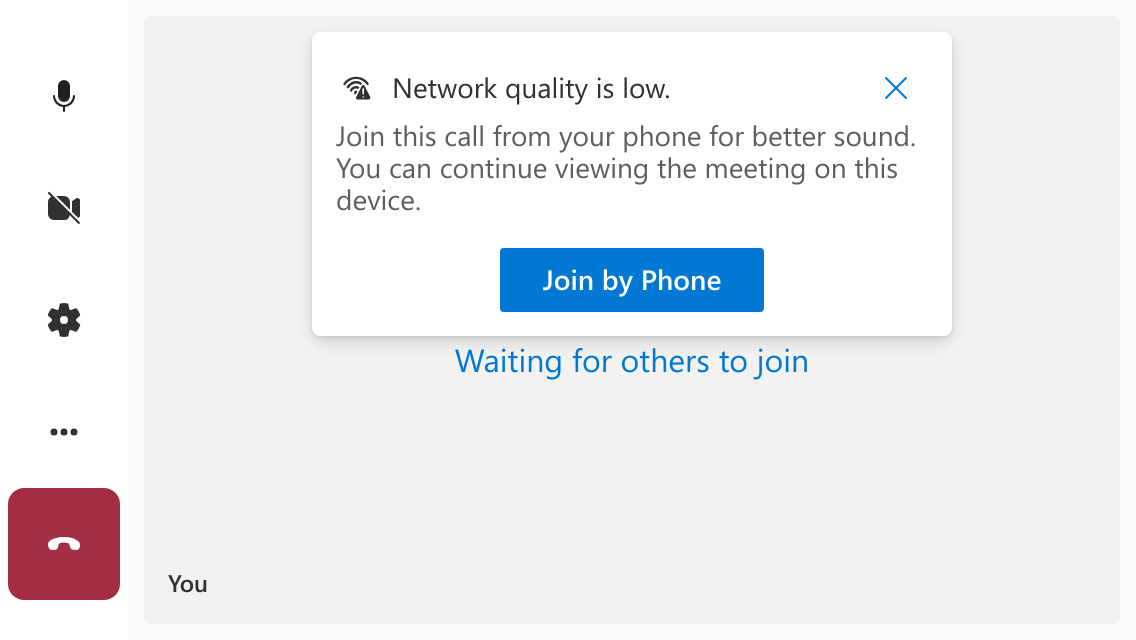 Network quality is low.
Join this call from your phone for better sound.
You can continue viewing the meeting on this
device.
Join by Phone
Waiting for others to join
You